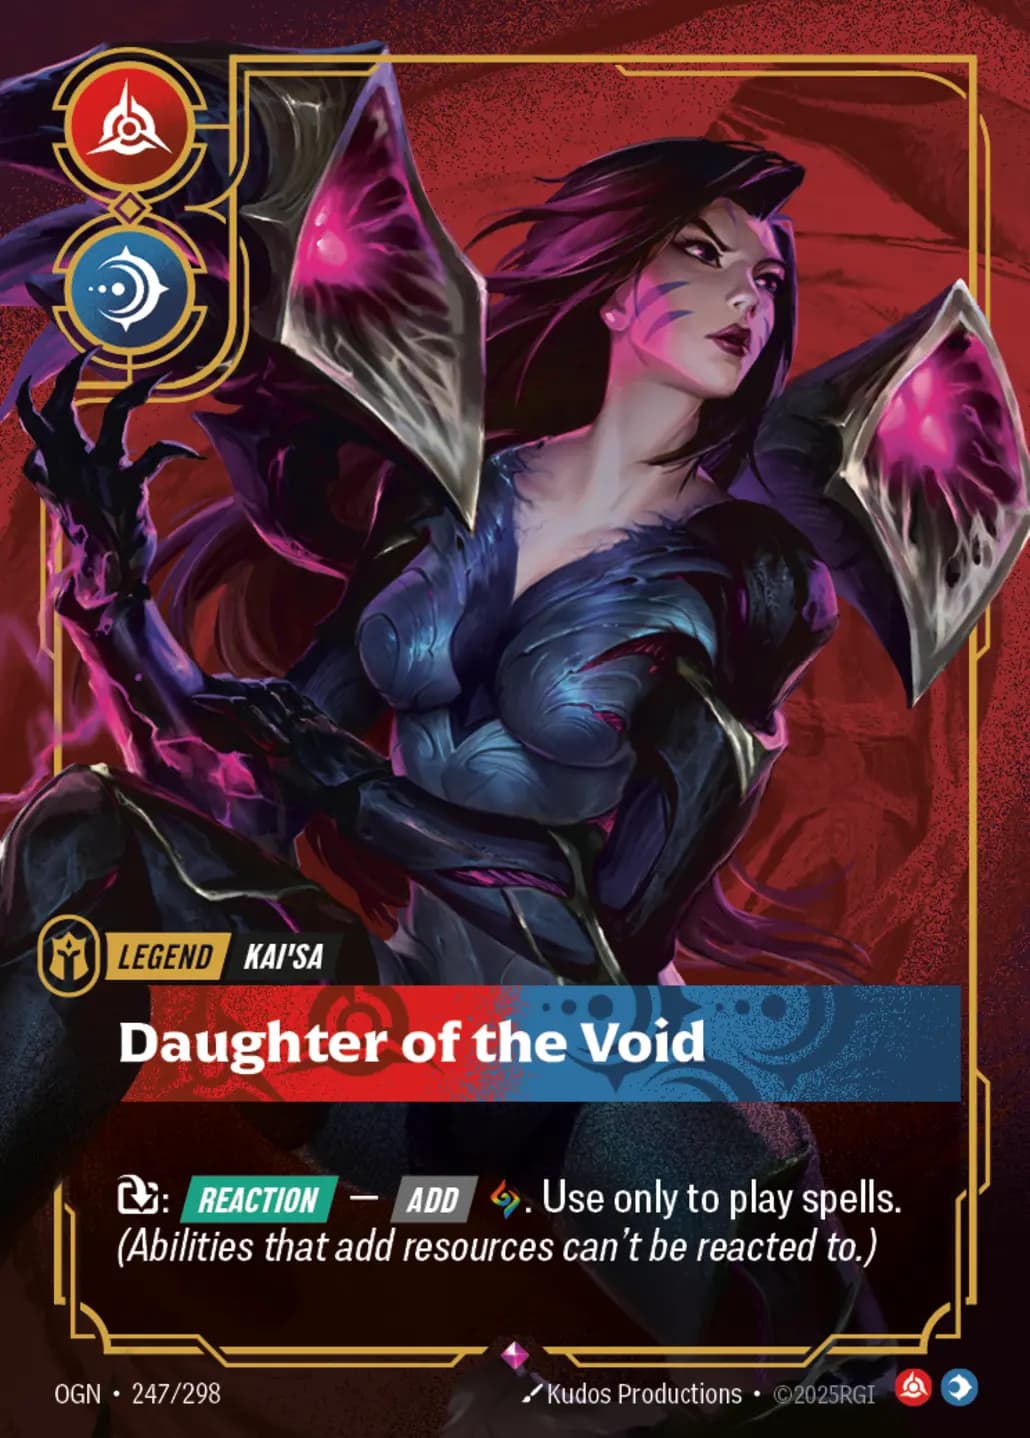 LEGEND KAI'SA
Daughter of the Void
: REACTION — ADD . Use only to play spells.
(Abilities that add resources can't be reacted to.)
OGN • 247/298 Kudos Productions • ©2025RGI